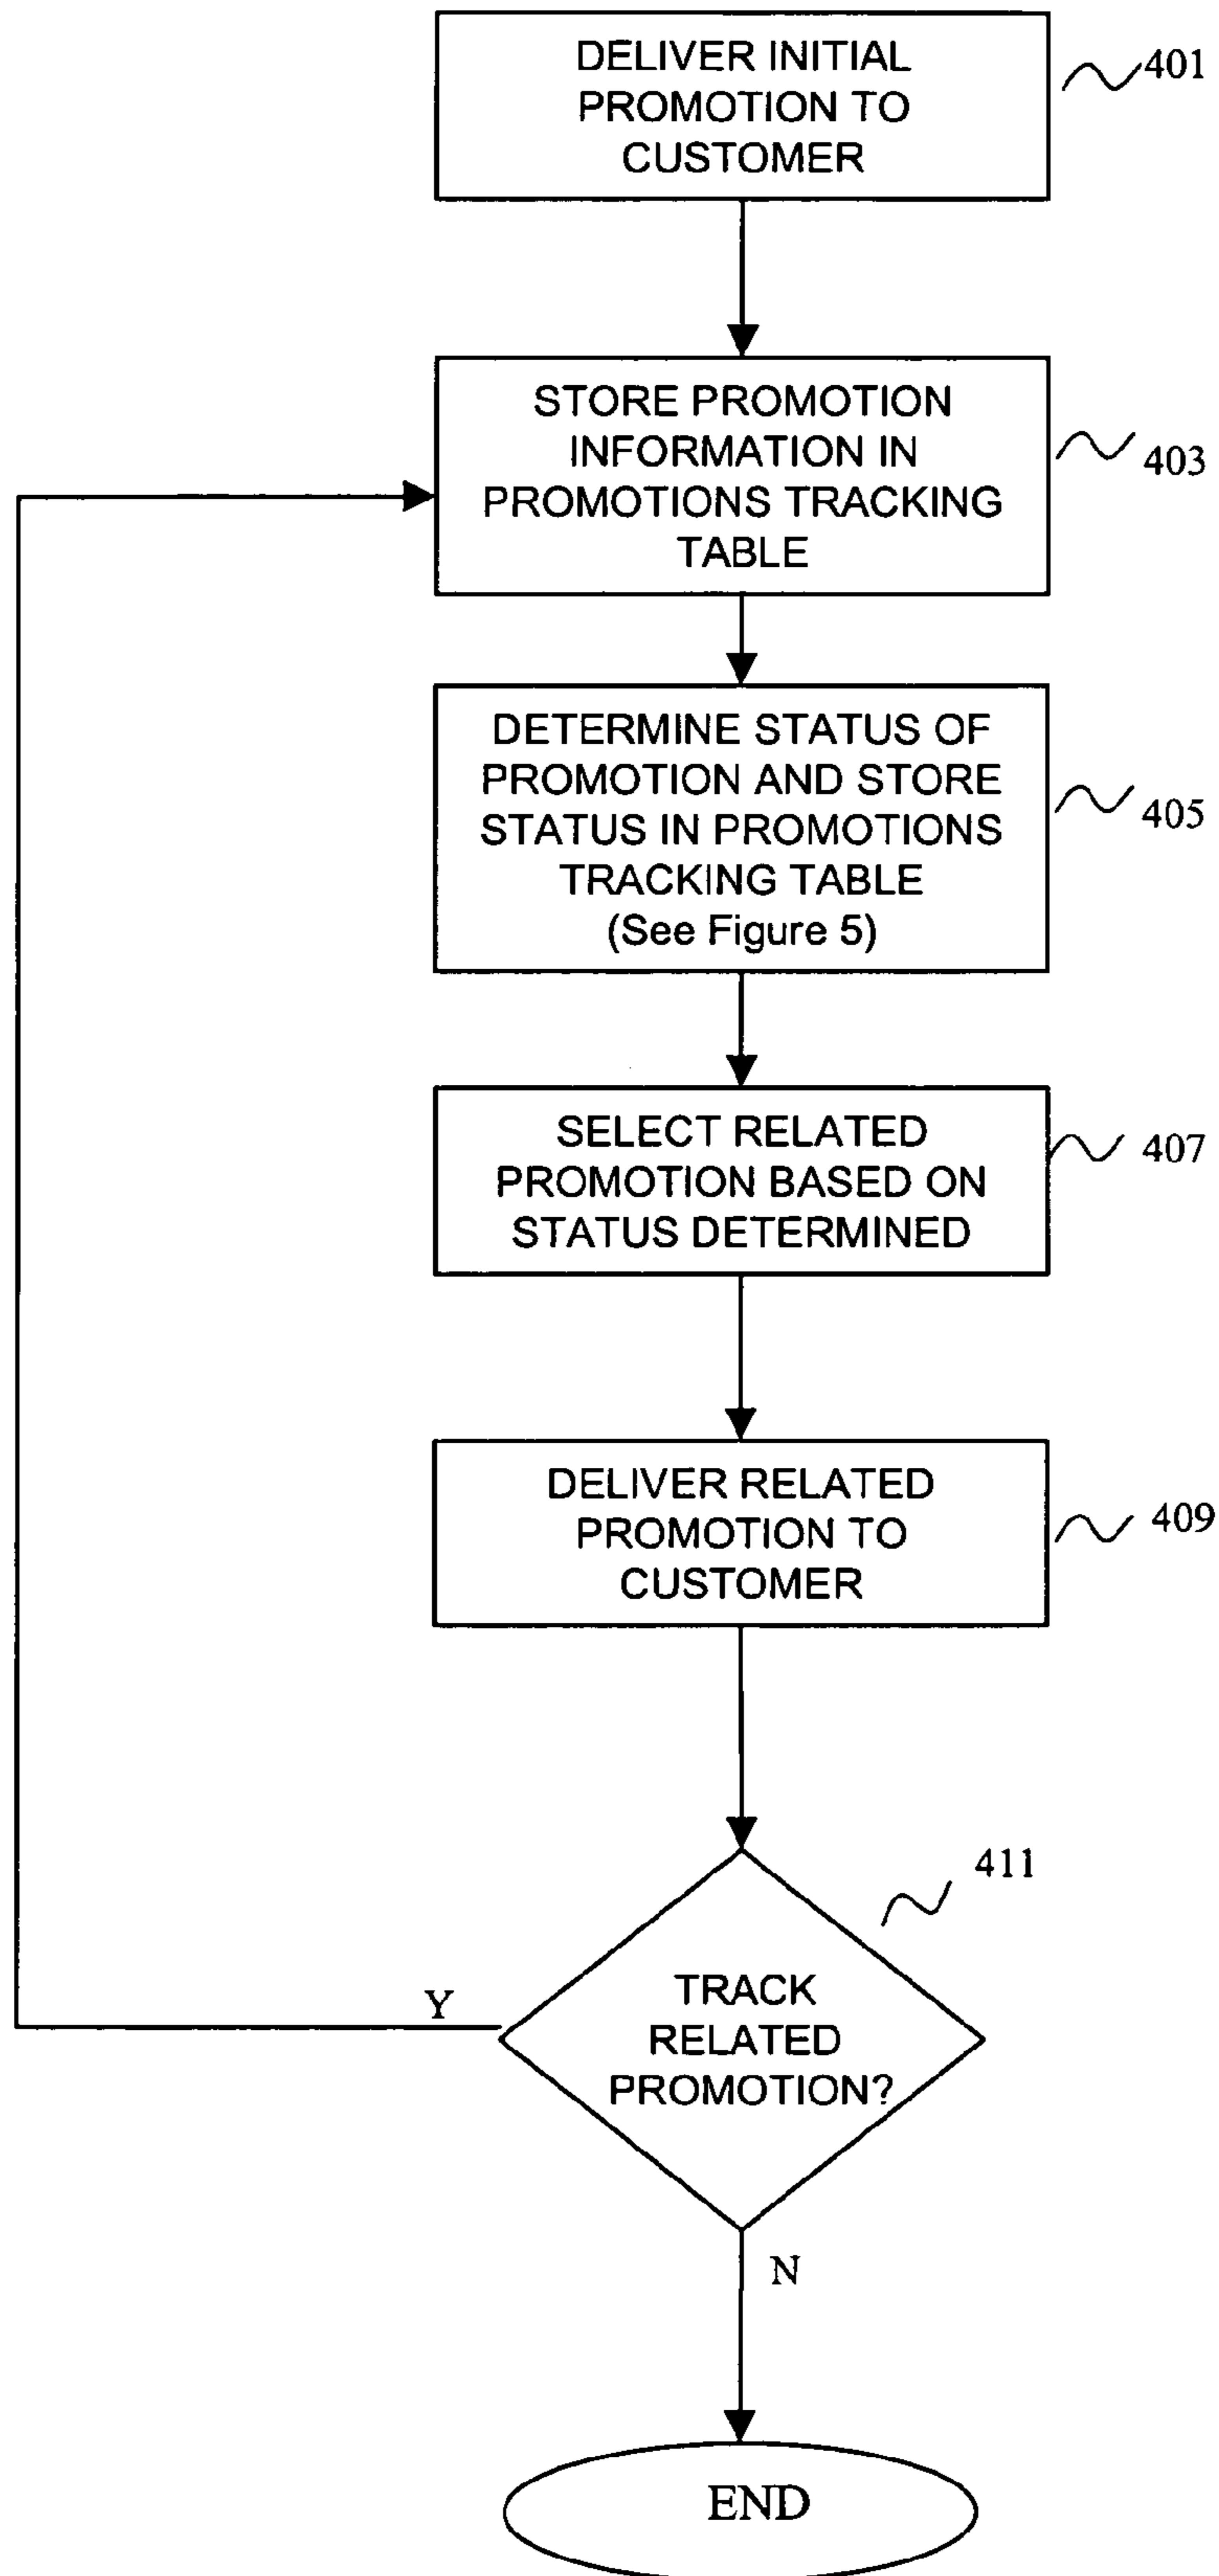 DELIVER INITIAL
PROMOTION TO
CUSTOMER
401
STORE PROMOTION
INFORMATION IN
PROMOTIONS TRACKING
TABLE
403
DETERMINE STATUS OF
PROMOTION AND STORE
STATUS IN PROMOTIONS
TRACKING TABLE
(See Figure 5)
405
SELECT RELATED
PROMOTION BASED ON
STATUS DETERMINED
407
DELIVER RELATED
PROMOTION TO
CUSTOMER
409
411
TRACK
RELATED
PROMOTION?
Y
N
END